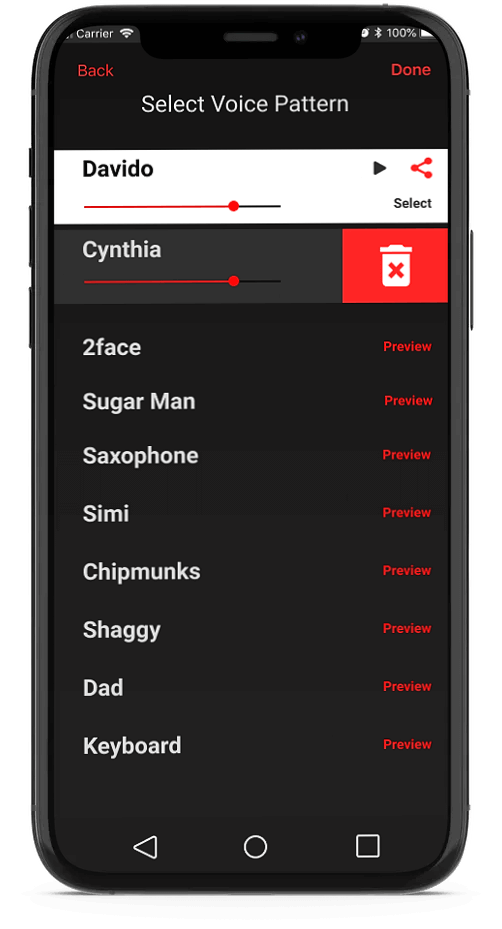 Carrier 100%
Back Done
Select Voice Pattern
Davido
Select
Cynthia
2face Preview
Sugar Man Preview
Saxophone Preview
Simi Preview
Chipmunks Preview
Shaggy Preview
Dad Preview
Keyboard Preview